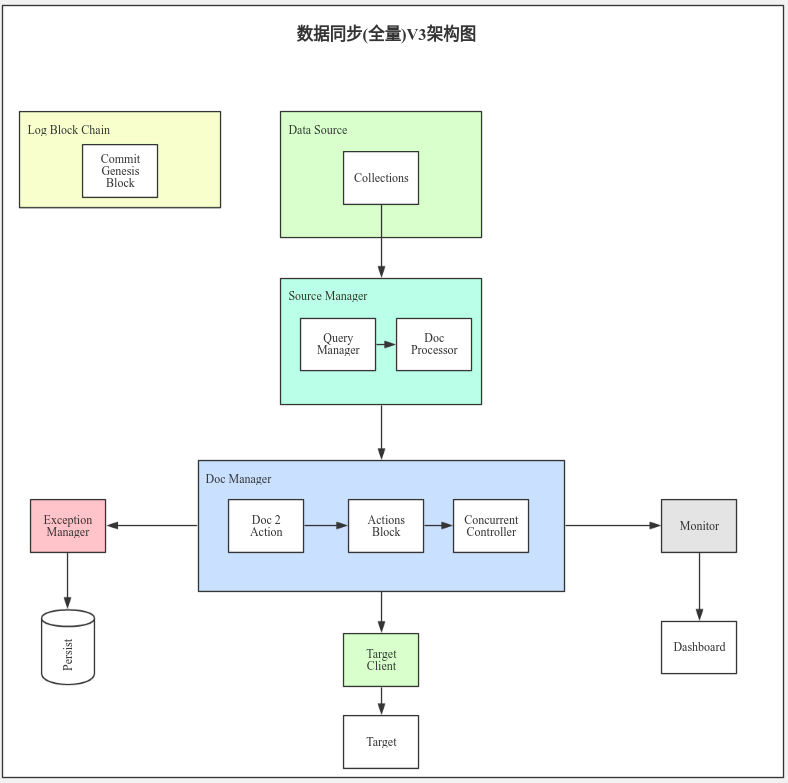 数据同步(全量)V3架构图
Log Block Chain
Commit
Genesis
Block
Data Source
Collections
Source Manager
Query
Manager
Doc
Processor
Doc Manager
Doc 2
Action
Actions
Block
Concurrent
Controller
Exception
Manager
Monitor
Persist
Target
Client
Dashboard
Target